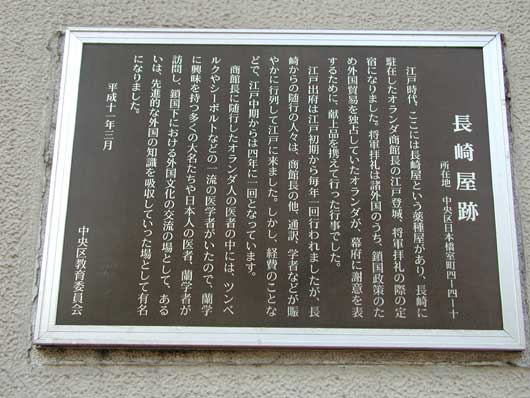 長崎屋跡
所在地 中央区日本橋室町四-四-十
江戸時代、ここには長崎屋という薬種屋があり、長崎に
駐在したオランダ商館長の江戸登城、将軍拝礼の際の定
宿になりました。将軍拝礼は諸外国のうち、鎖国政策のた
め外国貿易を独占していたオランダが、幕府に謝意を表
するために、献上品を携えて行った行事でした。
江戸出府は江戸初期から毎年一回行われましたが、長
崎からの随行の人々は、商館長の他、通訳、学者などが賑
やかに行列して江戸に来ました。しかし、経費のことな
どで、江戸中期からは四年に一回となっています。
商館長に随行したオランダ人の医者の中には、ツンベ
ルクやシーボルトなどの一流の医学者がいたので、蘭学
に興味を持つ多くの大名たちや日本人の医者、蘭学者が
訪問し、鎖国下における外国文化の交流の場として、ある
いは、先進的な外国の知識を吸収していった場として有名
になりました。
平成十一年三月
中央区教育委員会